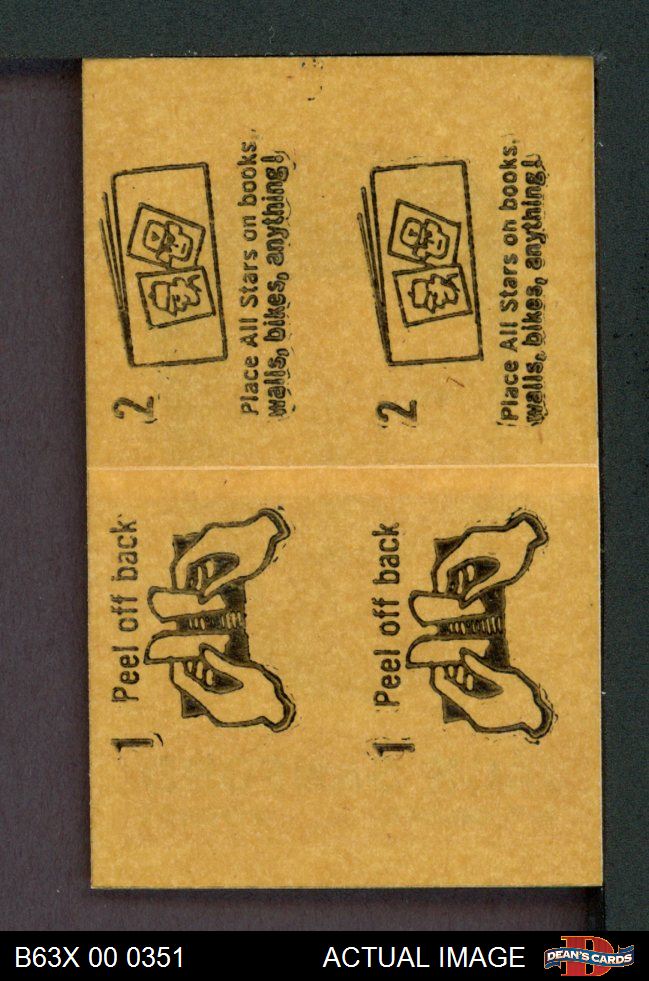 1 Peel off back
2
Place All Stars on books,
walls, bikes, anything!
1 Peel off back
2
Place All Stars on books,
walls, bikes, anything!
B63X 00 0351
ACTUAL IMAGE
D
DEAN'S CARDS